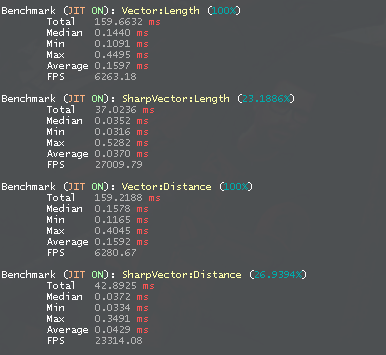 Benchmark (JIT ON): Vector:Length (100%)
Total 159.6632 ms
Median 0.1440 ms
Min 0.1091 ms
Max 0.4495 ms
Average 0.1597 ms
FPS 6263.18
Benchmark (JIT ON): SharpVector:Length (23.1886%)
Total 37.0236 ms
Median 0.0352 ms
Min 0.0316 ms
Max 0.5282 ms
Average 0.0370 ms
FPS 27009.79
Benchmark (JIT ON): Vector:Distance (100%)
Total 159.2188 ms
Median 0.1578 ms
Min 0.1165 ms
Max 0.4045 ms
Average 0.1592 ms
FPS 6280.67
Benchmark (JIT ON): SharpVector:Distance (26.9394%)
Total 42.8925 ms
Median 0.0372 ms
Min 0.0334 ms
Max 0.3491 ms
Average 0.0429 ms
FPS 23314.08